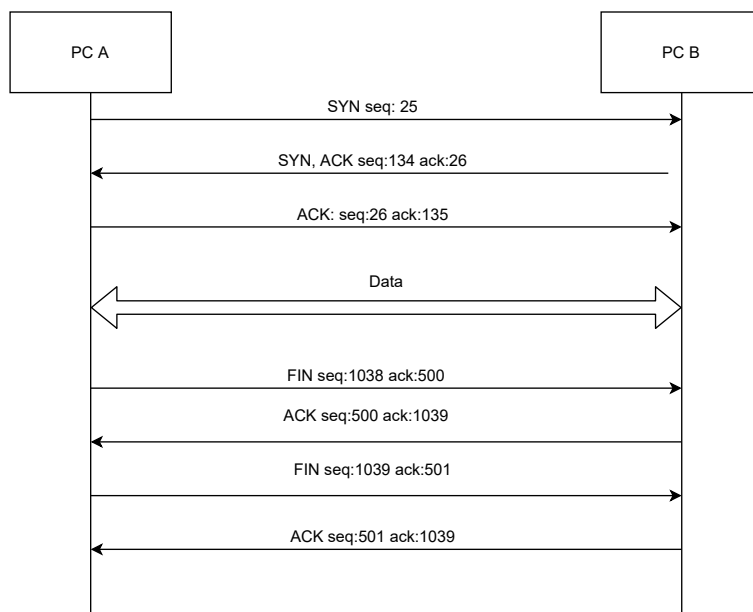 PC A
PC B
SYN seq: 25
SYN, ACK seq:134 ack:26
ACK: seq:26 ack:135
Data
FIN seq:1038 ack:500
ACK seq:500 ack:1039
FIN seq:1039 ack:501
ACK seq:501 ack:1039